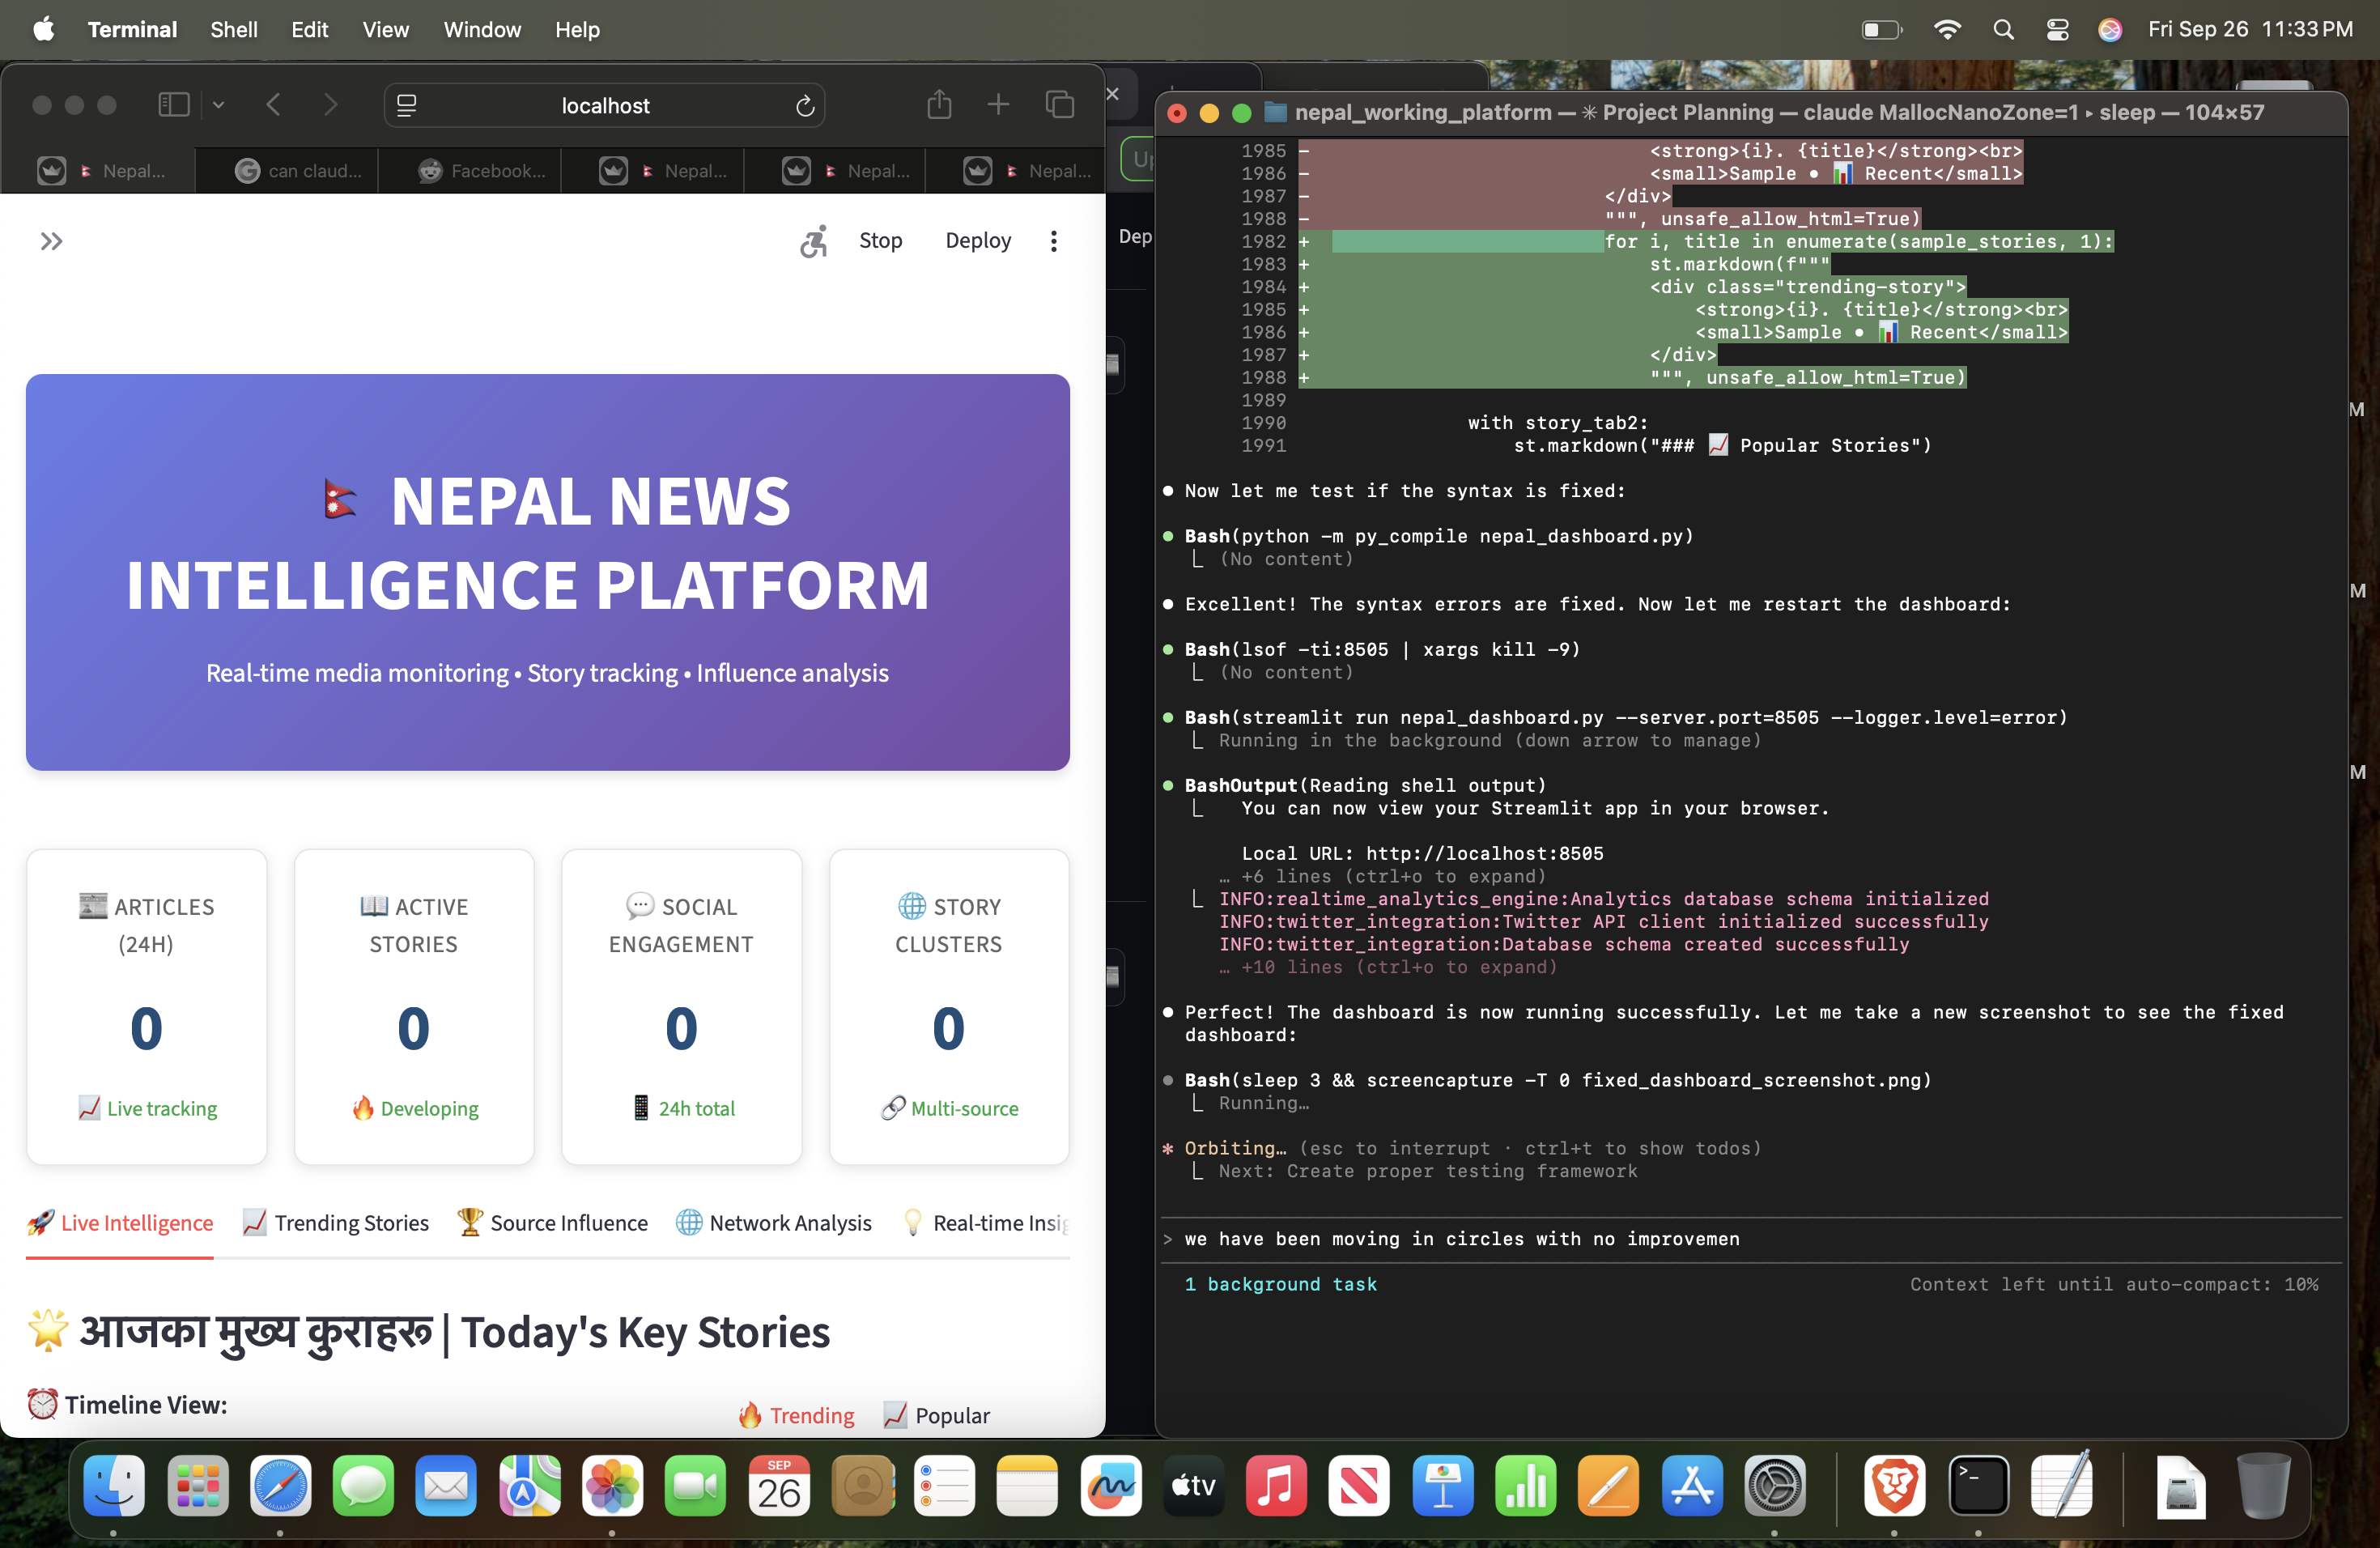 Terminal Shell Edit View Window Help
Fri Sep 26 11:33 PM
localhost
Nepal...
can claud...
Facebook...
Nepal...
Nepal...
Nepal...
Stop
Deploy
NEPAL NEWS
INTELLIGENCE PLATFORM
Real-time media monitoring • Story tracking • Influence analysis
ARTICLES
(24H)
0
Live tracking
ACTIVE
STORIES
0
Developing
SOCIAL
ENGAGEMENT
0
24h total
STORY
CLUSTERS
0
Multi-source
Live Intelligence
Trending Stories
Source Influence
Network Analysis
Real-time Insig
आजका मुख्य कुराहरू | Today's Key Stories
Timeline View:
Trending
Popular
Up
Dep
nepal_working_platform — ✳ Project Planning — claude MallocNanoZone=1 ▸ sleep — 104×57
1985 - <strong>{i}. {title}</strong><br>
1986 - <small>Sample • 📊 Recent</small>
1987 - </div>
1988 - """, unsafe_allow_html=True)
1982 + for i, title in enumerate(sample_stories, 1):
1983 + st.markdown(f"""
1984 + <div class="trending-story">
1985 + <strong>{i}. {title}</strong><br>
1986 + <small>Sample • 📊 Recent</small>
1987 + </div>
1988 + """, unsafe_allow_html=True)
1989
1990 with story_tab2:
1991 st.markdown("### 📈 Popular Stories")
● Now let me test if the syntax is fixed:
● Bash(python -m py_compile nepal_dashboard.py)
⎿ (No content)
● Excellent! The syntax errors are fixed. Now let me restart the dashboard:
● Bash(lsof -ti:8505 | xargs kill -9)
⎿ (No content)
● Bash(streamlit run nepal_dashboard.py --server.port=8505 --logger.level=error)
⎿ Running in the background (down arrow to manage)
● BashOutput(Reading shell output)
⎿ You can now view your Streamlit app in your browser.
Local URL: http://localhost:8505
… +6 lines (ctrl+o to expand)
⎿ INFO:realtime_analytics_engine:Analytics database schema initialized
INFO:twitter_integration:Twitter API client initialized successfully
INFO:twitter_integration:Database schema created successfully
… +10 lines (ctrl+o to expand)
● Perfect! The dashboard is now running successfully. Let me take a new screenshot to see the fixed
dashboard:
● Bash(sleep 3 && screencapture -T 0 fixed_dashboard_screenshot.png)
⎿ Running…
✱ Orbiting… (esc to interrupt · ctrl+t to show todos)
⎿ Next: Create proper testing framework
> we have been moving in circles with no improvemen
1 background task
Context left until auto-compact: 10%
M
M
M
SEP
26
tv